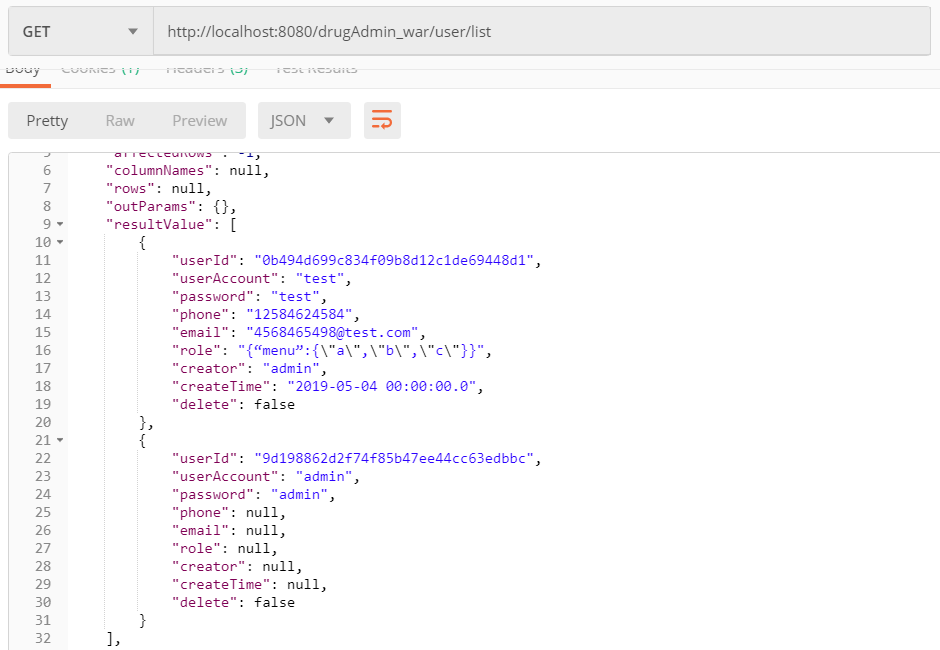 GET http://localhost:8080/drugAdmin_war/user/list
Body Cookies (1) Headers (3) Test Results
Pretty Raw Preview JSON
5 "affectedRows": -1,
6 "columnNames": null,
7 "rows": null,
8 "outParams": {},
9 "resultValue": [
10 {
11 "userId": "0b494d699c834f09b8d12c1de69448d1",
12 "userAccount": "test",
13 "password": "test",
14 "phone": "12584624584",
15 "email": "4568465498@test.com",
16 "role": "{“menu”:{\"a\",\"b\",\"c\"}}",
17 "creator": "admin",
18 "createTime": "2019-05-04 00:00:00.0",
19 "delete": false
20 },
21 {
22 "userId": "9d198862d2f74f85b47ee44cc63edbbc",
23 "userAccount": "admin",
24 "password": "admin",
25 "phone": null,
26 "email": null,
27 "role": null,
28 "creator": null,
29 "createTime": null,
30 "delete": false
31 }
32 ],